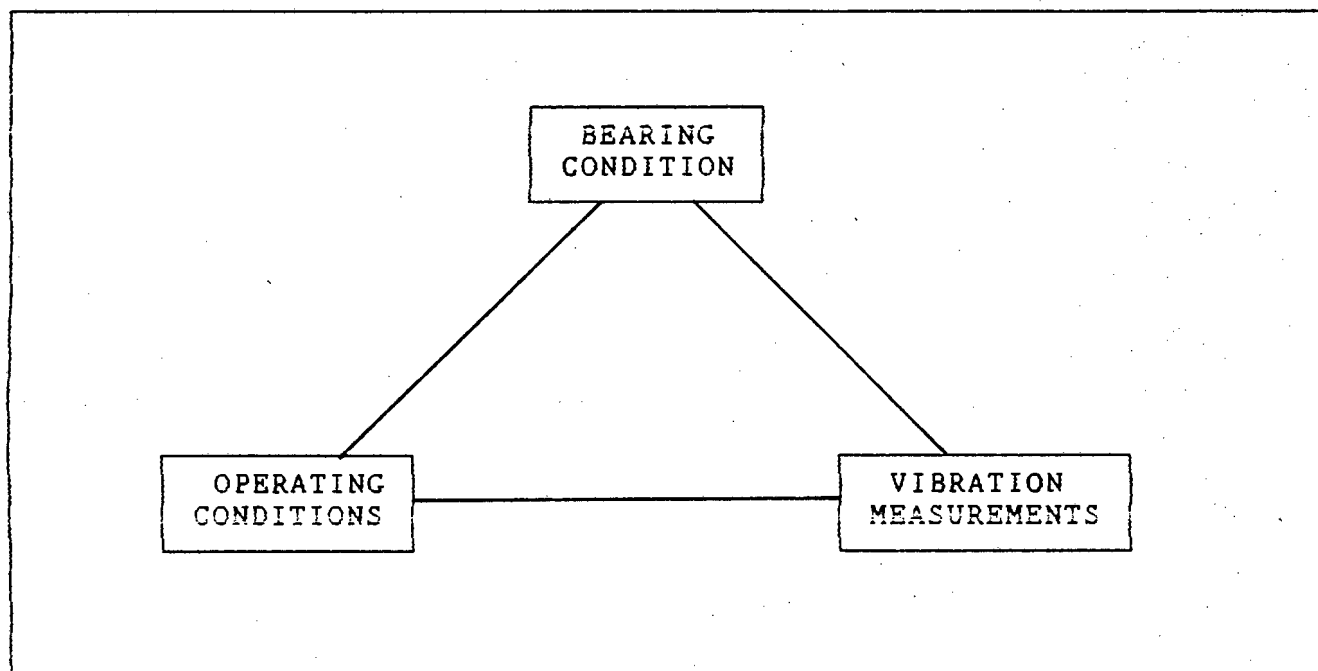 BEARING
CONDITION
OPERATING
CONDITIONS
VIBRATION
MEASUREMENTS